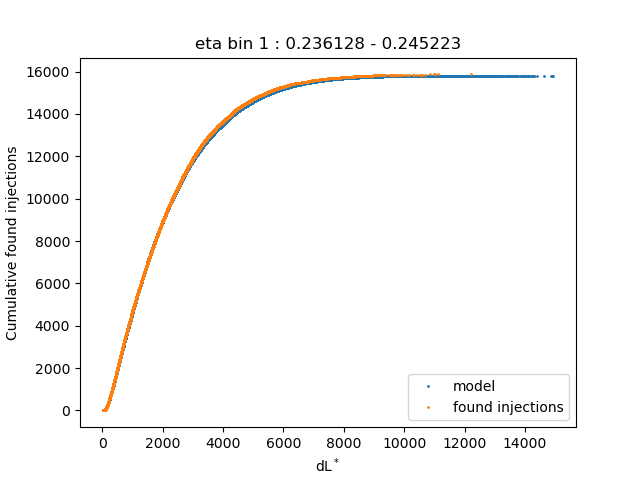 eta bin 1 : 0.236128 - 0.245223
16000
14000
12000
10000
8000
6000
4000
2000
0
Cumulative found injections
model
found injections
0 2000 4000 6000 8000 10000 12000 14000
dL*